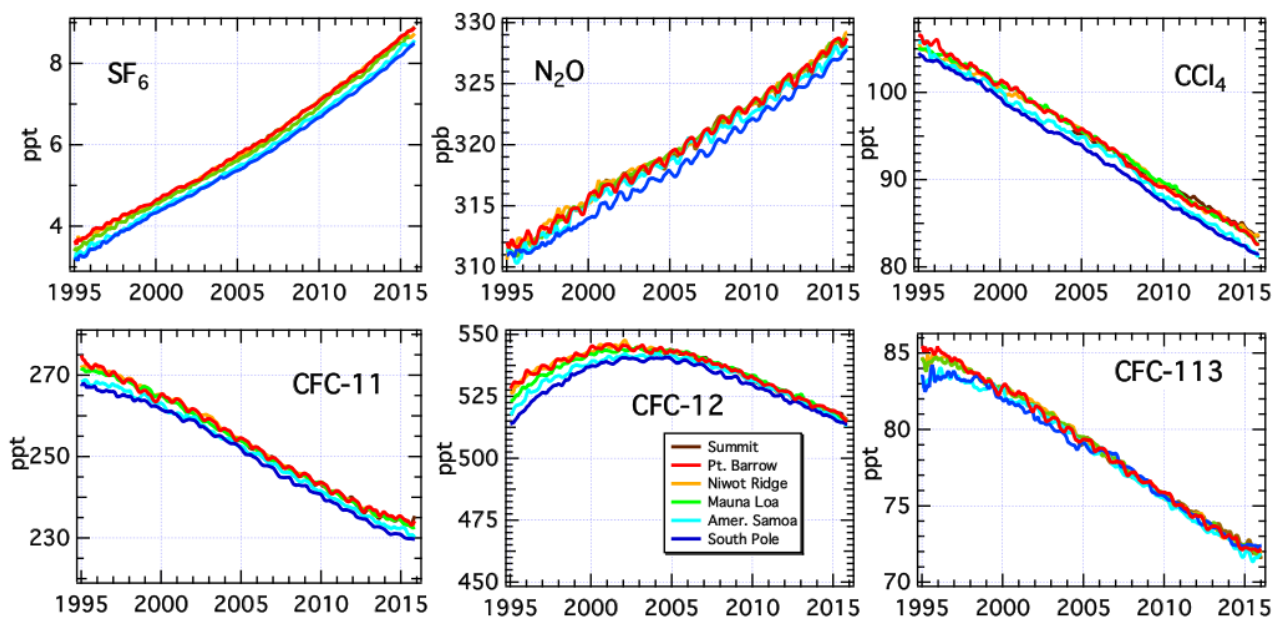 SF6
ppt
8
6
4
1995 2000 2005 2010 2015
N2O
ppb
330
325
320
315
310
1995 2000 2005 2010 2015
CCl4
ppt
100
90
80
1995 2000 2005 2010 2015
CFC-11
ppt
270
250
230
1995 2000 2005 2010 2015
CFC-12
550
525
500
475
450
Summit
Pt. Barrow
Niwot Ridge
Mauna Loa
Amer. Samoa
South Pole
1995 2000 2005 2010 2015
CFC-113
ppt
85
80
75
70
1995 2000 2005 2010 2015